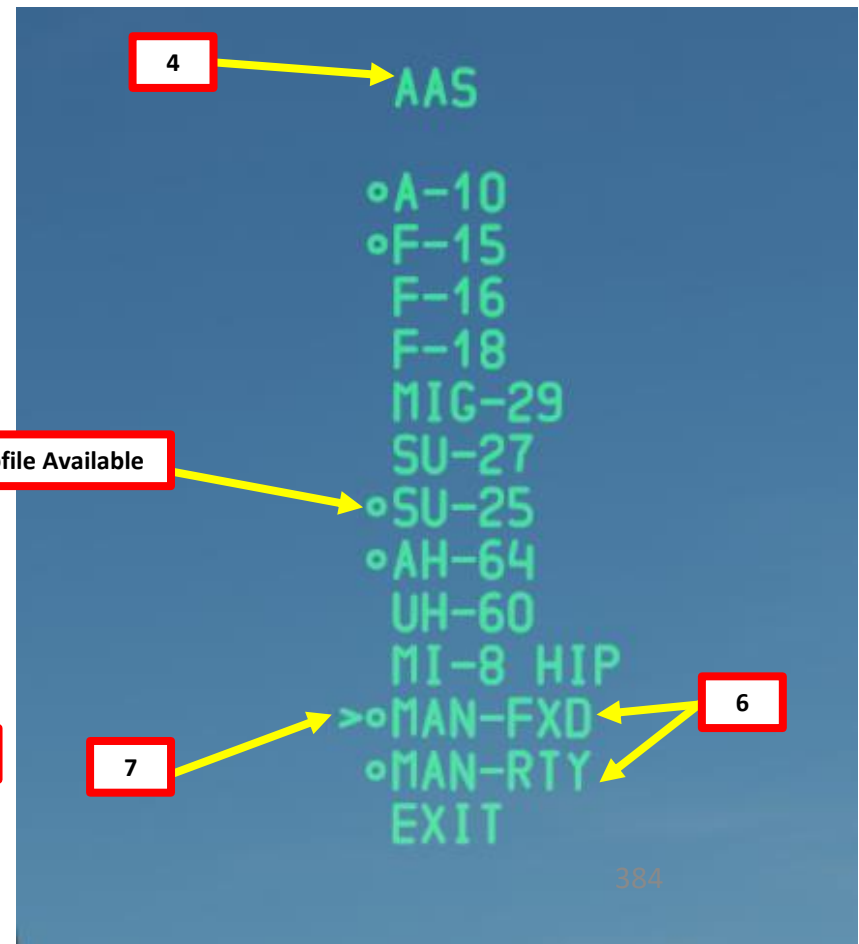 4
AAS
°A-10
°F-15
F-16
F-18
MIG-29
SU-27
file Available
°SU-25
°AH-64
UH-60
MI-8 HIP
>°MAN-FXD
6
7
°MAN-RTY
EXIT
384